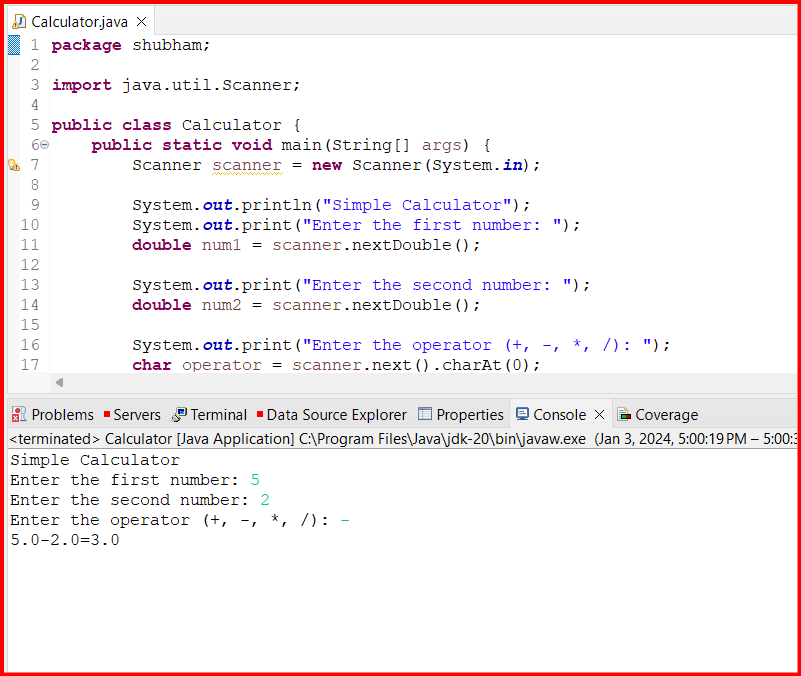 Calculator.java
1 package shubham;
2
3 import java.util.Scanner;
4
5 public class Calculator {
6 public static void main(String[] args) {
7 Scanner scanner = new Scanner(System.in);
8
9 System.out.println("Simple Calculator");
10 System.out.print("Enter the first number: ");
11 double num1 = scanner.nextDouble();
12
13 System.out.print("Enter the second number: ");
14 double num2 = scanner.nextDouble();
15
16 System.out.print("Enter the operator (+, -, *, /): ");
17 char operator = scanner.next().charAt(0);
Problems Servers Terminal Data Source Explorer Properties Console Coverage
<terminated> Calculator [Java Application] C:\Program Files\Java\jdk-20\bin\javaw.exe (Jan 3, 2024, 5:00:19 PM – 5:00:3
Simple Calculator
Enter the first number: 5
Enter the second number: 2
Enter the operator (+, -, *, /): -
5.0-2.0=3.0